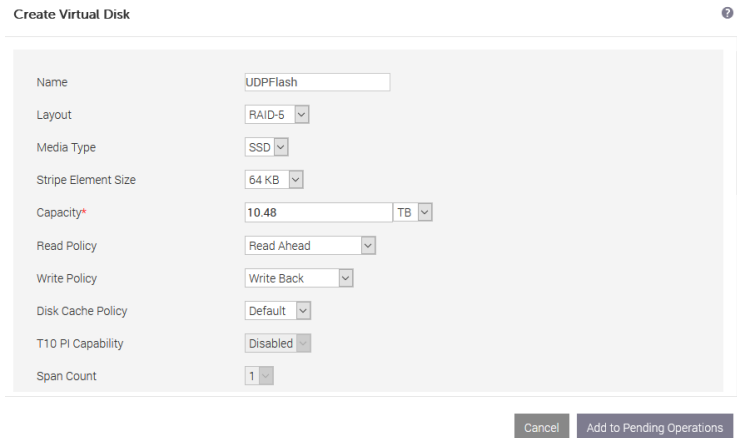 Create Virtual Disk ?
Name UDPFlash
Layout RAID-5
Media Type SSD
Stripe Element Size 64 KB
Capacity* 10.48 TB
Read Policy Read Ahead
Write Policy Write Back
Disk Cache Policy Default
T10 PI Capability Disabled
Span Count 1
Cancel Add to Pending Operations